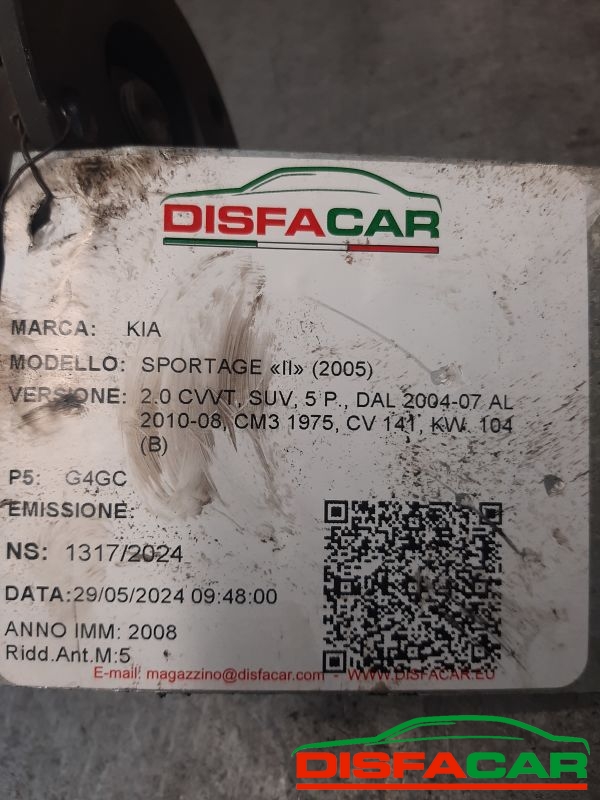 DISFACAR
MARCA: KIA
MODELLO: SPORTAGE «II» (2005)
VERSIONE: 2.0 CVVT, SUV, 5 P., DAL 2004-07 AL
2010-08, CM3 1975, CV 141, KW 104
(B)
P5: G4GC
EMISSIONE:
NS: 1317/2024
DATA:29/05/2024 09:48:00
ANNO IMM: 2008
Ridd.Ant.M:5
E-mail: magazzino@disfacar.com - WWW.DISFACAR.EU
DISFACAR